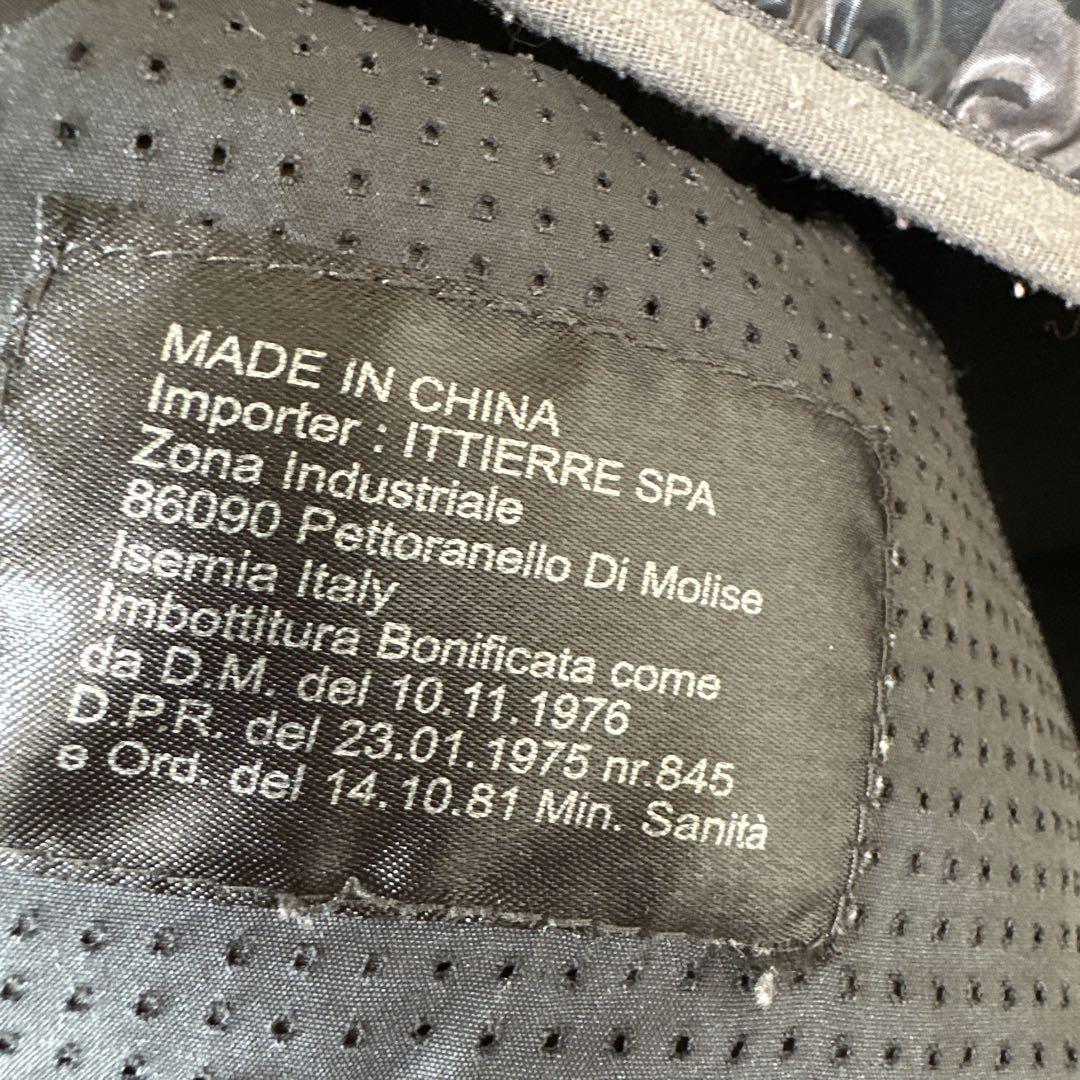 MADE IN CHINA
Importer : ITTIERRE SPA
Zona Industriale
86090 Pettoranello Di Molise
Isernia Italy
Imbottitura Bonificata come
da D.M. del 10.11.1976
D.P.R. del 23.01.1975 nr.845
e Ord. del 14.10.81 Min. Sanità